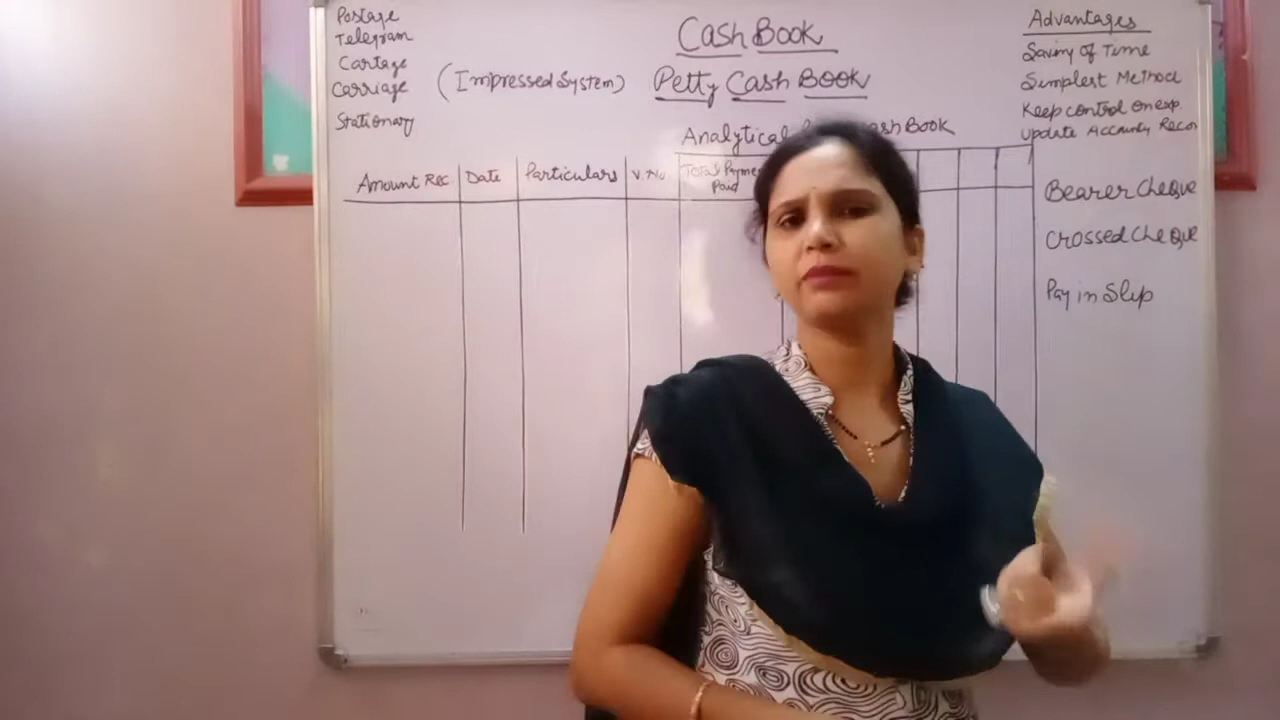 Postage
Telegram
Cartage
Carriage
Stationary
Cash Book
(Impressed System) Petty Cash Book
Analytical Cash Book
Amount Rec Date Particulars V.No Total Payme
Paid
Advantages
Saving of Time
Simplest Method
Keep control on exp.
Update Accounts Recor
Bearer Cheque
Crossed Cheque
Pay in Slip